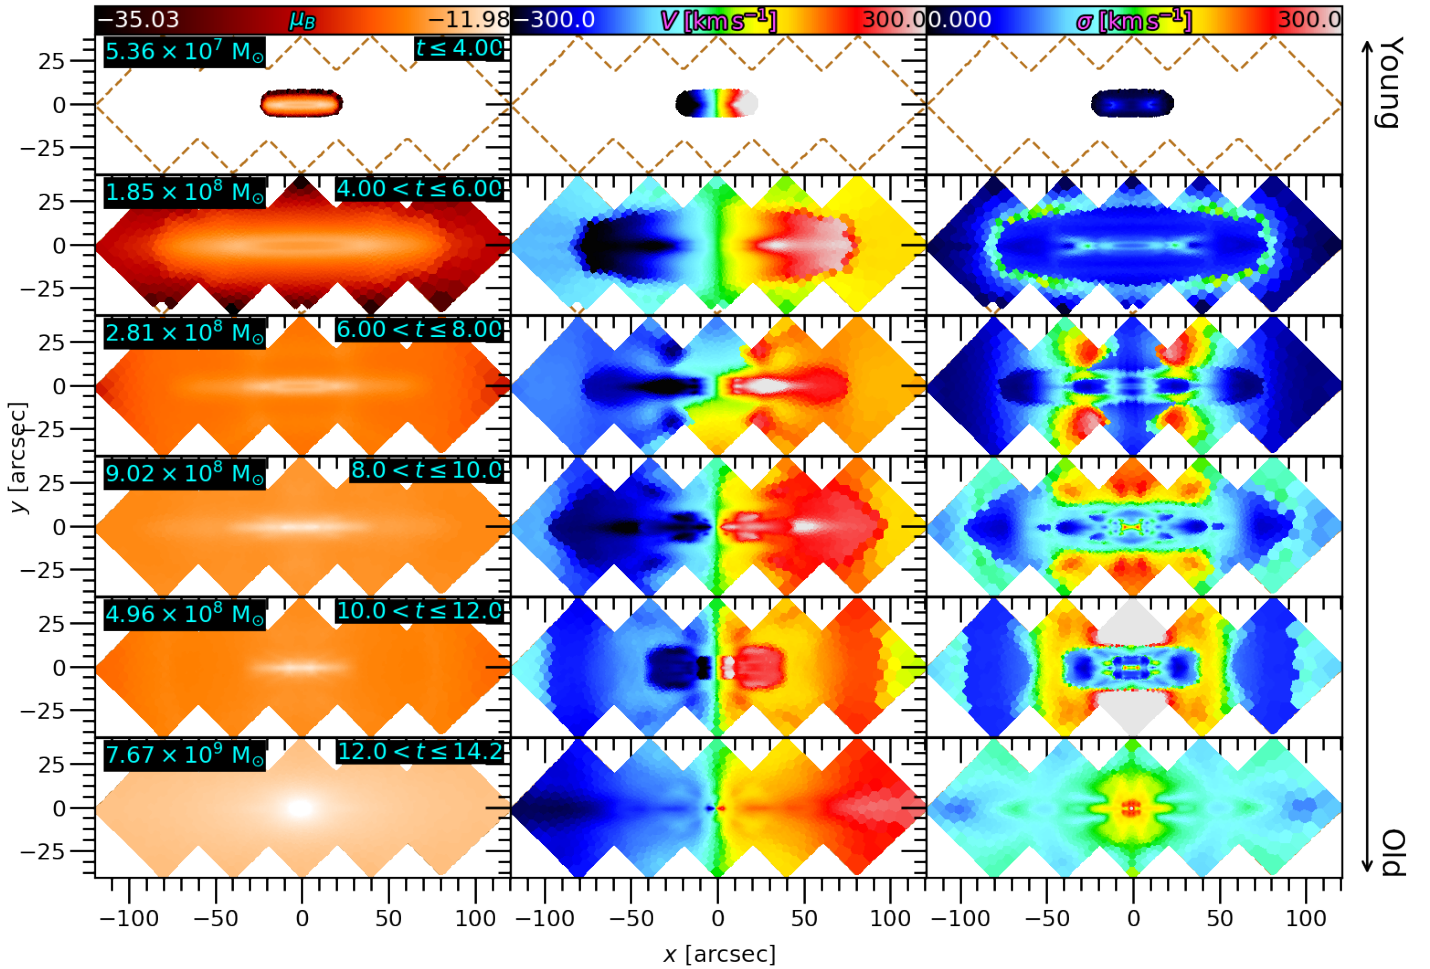 −35.03 μ_B −11.98 −300.0 V [km s⁻¹] 300.0 0.000 σ [km s⁻¹] 300.0
5.36 × 10⁷ M⊙ t ≤ 4.00
25
0
−25
1.85 × 10⁸ M⊙ 4.00 < t ≤ 6.00
25
0
−25
2.81 × 10⁸ M⊙ 6.00 < t ≤ 8.00
25
0
−25
9.02 × 10⁸ M⊙ 8.0 < t ≤ 10.0
25
0
−25
4.96 × 10⁸ M⊙ 10.0 < t ≤ 12.0
25
0
−25
7.67 × 10⁹ M⊙ 12.0 < t ≤ 14.2
25
0
−25
−100 −50 0 50 100 −100 −50 0 50 100 −100 −50 0 50 100
x [arcsec]
y [arcsec]
Young
Old